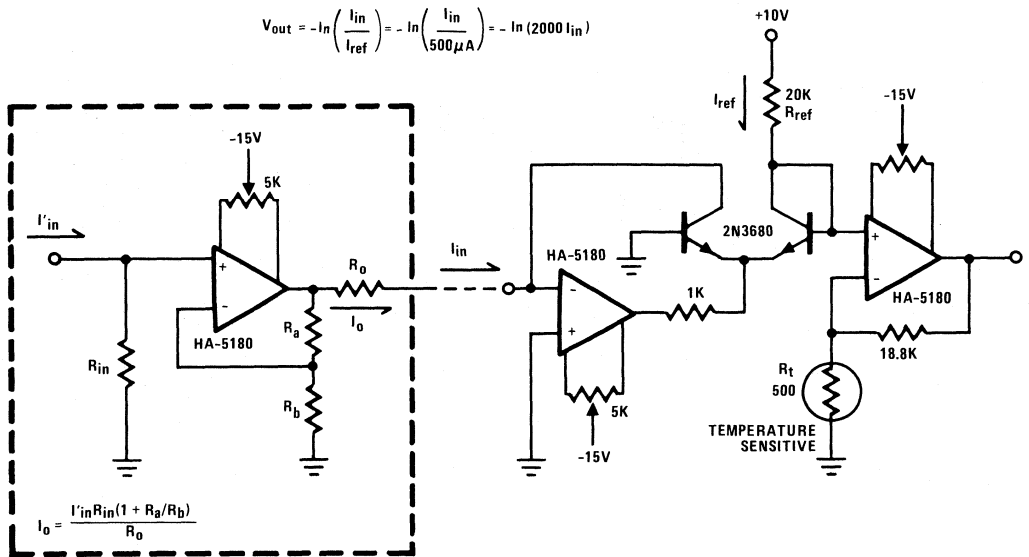 V_out = -ln(I_in/I_ref) = - ln(I_in/500μA) = - ln (2000 I_in)
+10V
I_ref
20K
R_ref
-15V
-15V
5K
I'_in
+
-
HA-5180
R_o
I_o
R_a
R_b
R_in
I_in
2N3680
HA-5180
-
+
1K
5K
-15V
+
-
HA-5180
18.8K
R_t
500
TEMPERATURE
SENSITIVE
I_o = I'_in R_in (1 + R_a/R_b)/R_o